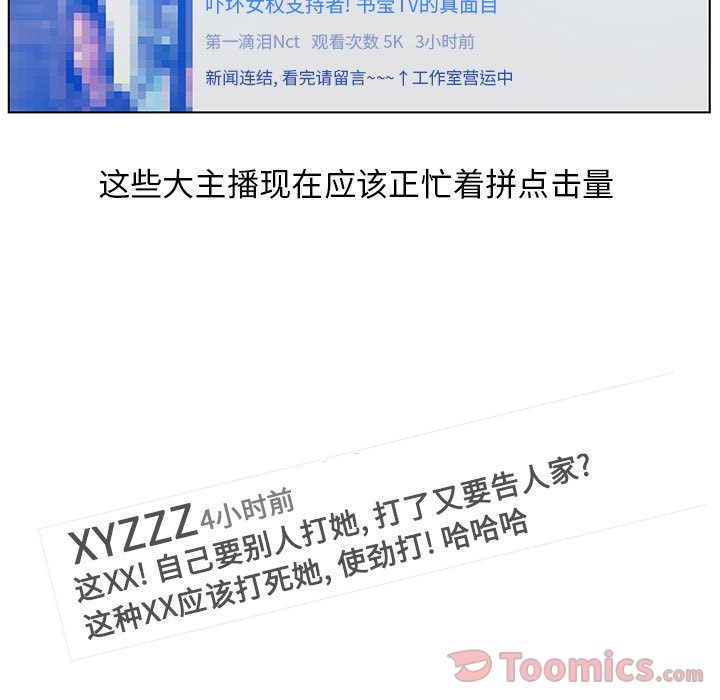 吓坏女权支持者! 书宝TV的真面目
第一滴泪Nct 观看次数 5K 3小时前
新闻连结, 看完请留言~~~↑工作室营运中
这些大主播现在应该正忙着拼点击量
XYZZZ 4小时前
这XX! 自己要别人打她, 打了又要告人家?
这种XX应该打死她, 使劲打! 哈哈哈
Toomics.com